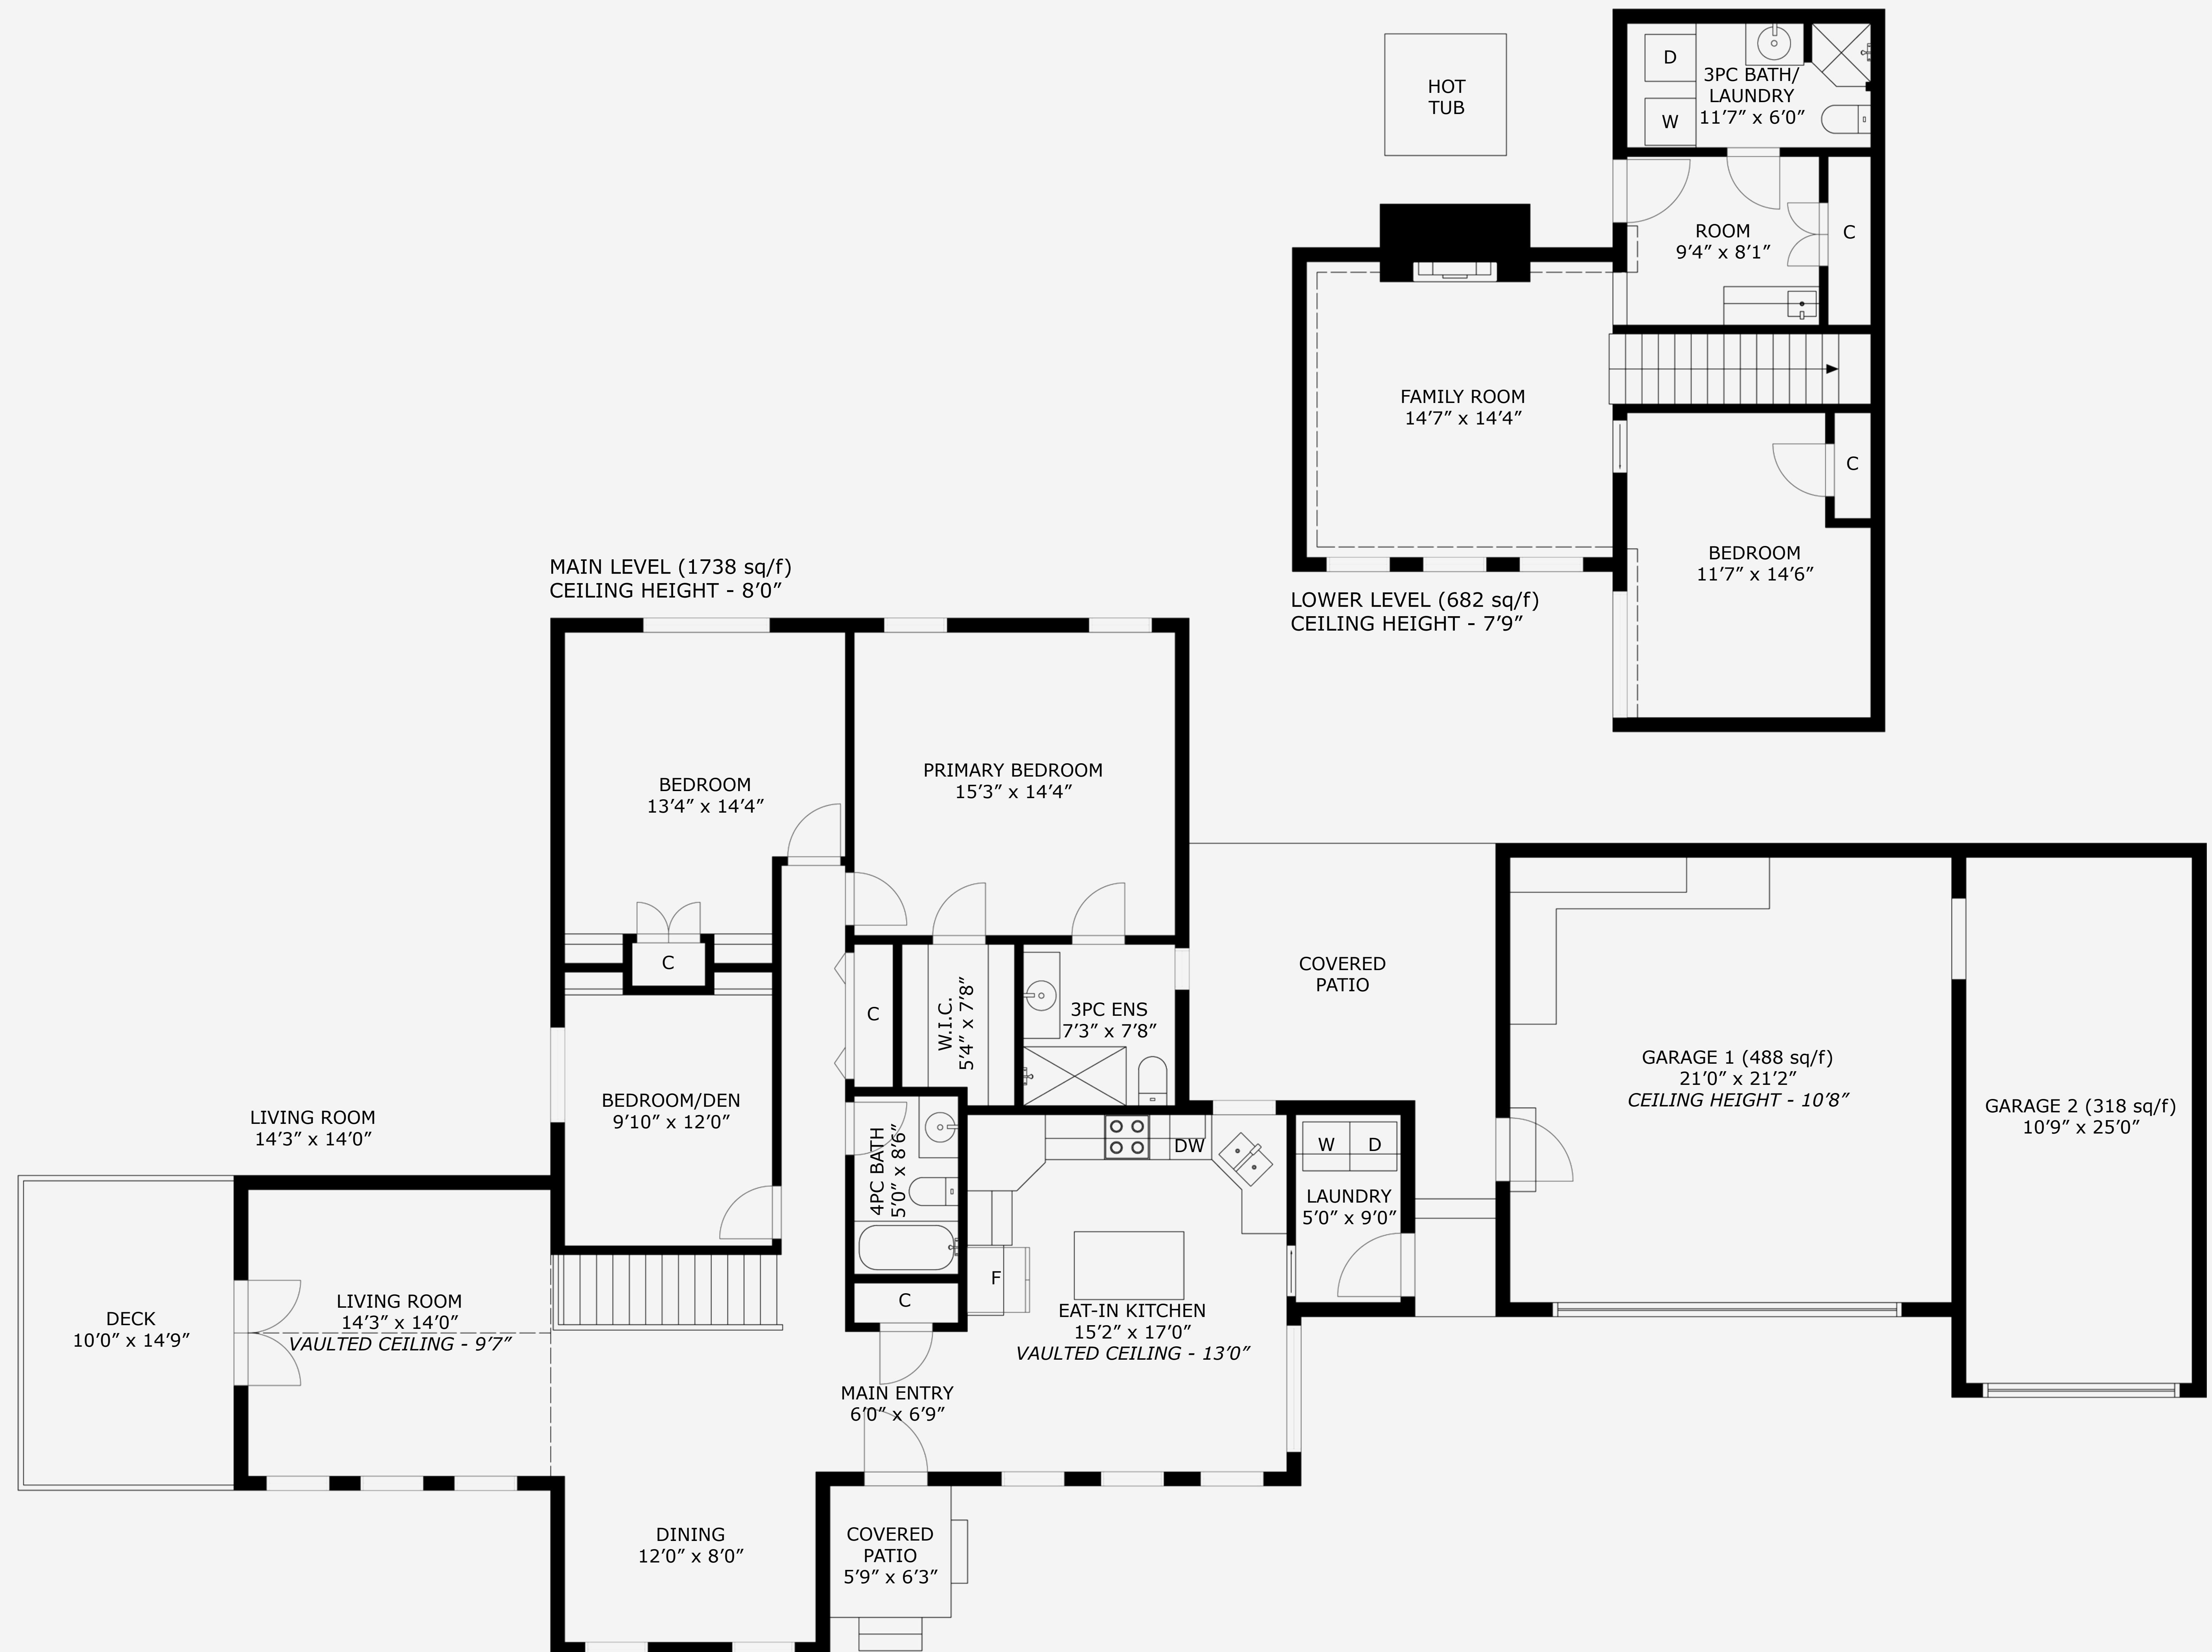 HOT
TUB
D
W
3PC BATH/
LAUNDRY
11'7" x 6'0"
ROOM
9'4" x 8'1"
C
FAMILY ROOM
14'7" x 14'4"
C
BEDROOM
11'7" x 14'6"
LOWER LEVEL (682 sq/f)
CEILING HEIGHT - 7'9"
MAIN LEVEL (1738 sq/f)
CEILING HEIGHT - 8'0"
BEDROOM
13'4" x 14'4"
PRIMARY BEDROOM
15'3" x 14'4"
C
C
W.I.C.
5'4" x 7'8"
3PC ENS
7'3" x 7'8"
COVERED
PATIO
GARAGE 1 (488 sq/f)
21'0" x 21'2"
CEILING HEIGHT - 10'8"
GARAGE 2 (318 sq/f)
10'9" x 25'0"
BEDROOM/DEN
9'10" x 12'0"
LIVING ROOM
14'3" x 14'0"
4PC BATH
5'0" x 8'6"
DW
W
D
LAUNDRY
5'0" x 9'0"
F
C
DECK
10'0" x 14'9"
LIVING ROOM
14'3" x 14'0"
VAULTED CEILING - 9'7"
EAT-IN KITCHEN
15'2" x 17'0"
VAULTED CEILING - 13'0"
MAIN ENTRY
6'0" x 6'9"
DINING
12'0" x 8'0"
COVERED
PATIO
5'9" x 6'3"